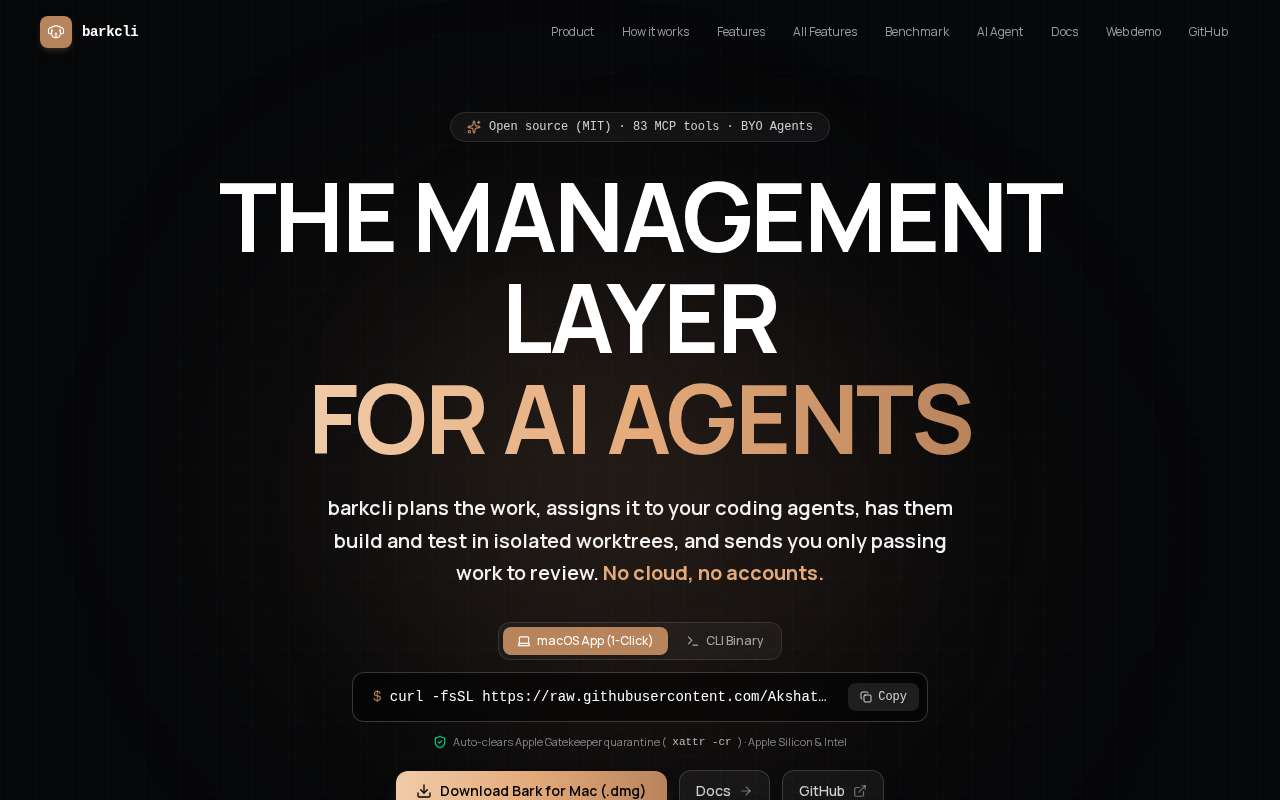 barkcli
Product How it works Features All Features Benchmark AI Agent Docs Web demo GitHub
Open source (MIT) · 83 MCP tools · BYO Agents
THE MANAGEMENT
LAYER
FOR AI AGENTS
barkcli plans the work, assigns it to your coding agents, has them
build and test in isolated worktrees, and sends you only passing
work to review. No cloud, no accounts.
macOS App (1-Click) CLI Binary
$ curl -fsSL https://raw.githubusercontent.com/Akshat… Copy
Auto-clears Apple Gatekeeper quarantine ( xattr -cr ) · Apple Silicon & Intel
Download Bark for Mac (.dmg) Docs GitHub